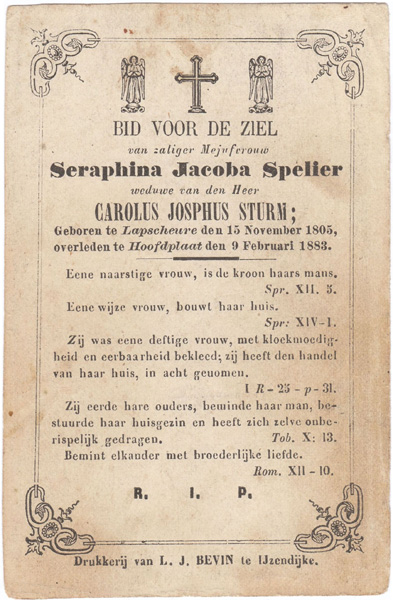 BID VOOR DE ZIEL
van zaliger Mejuferouw
Seraphina Jacoba Spelier
weduwe van den Heer
CAROLUS JOSPHUS STURM;
Geboren te Lapscheure den 15 November 1805,
overleden te Hoofdplaat den 9 Februari 1883.
Eene naarstige vrouw, is de kroon haars mans.
Spr. XII. 5.
Eene wijze vrouw, bouwt haar huis.
Spr: XIV-1.
Zij was eene deftige vrouw, met kloekmoedig-
heid en eerbaarheid bekleed; zij heeft den handel
van haar huis, in acht geuomen.
I R-25-p-31.
Zij eerde hare ouders, beminde haar man, be-
stuurde haar huisgezin en heeft zich zelve onbe-
rispelijk gedragen. Tob. X: 13.
Bemint elkander met broederlijke liefde.
Rom. XII-10.
R. I. P.
Drukkerij van L. J. BEVIN te IJzendijke.